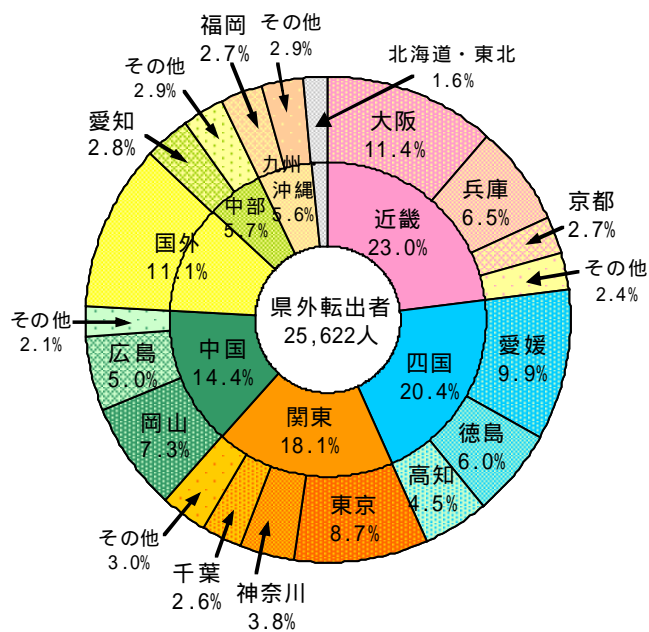 県外転出者
25,622人
近畿
23.0%
大阪
11.4%
兵庫
6.5%
京都
2.7%
その他
2.4%
四国
20.4%
愛媛
9.9%
徳島
6.0%
高知
4.5%
関東
18.1%
東京
8.7%
神奈川
3.8%
千葉
2.6%
その他
3.0%
中国
14.4%
岡山
7.3%
広島
5.0%
その他
2.1%
国外
11.1%
中部
5.7%
愛知
2.8%
その他
2.9%
九州
沖縄
5.6%
福岡
2.7%
その他
2.9%
北海道・東北
1.6%